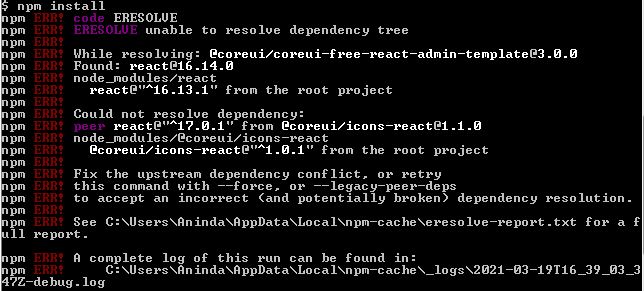 $ npm install
npm ERR! code ERESOLVE
npm ERR! ERESOLVE unable to resolve dependency tree
npm ERR!
npm ERR! While resolving: @coreui/coreui-free-react-admin-template@3.0.0
npm ERR! Found: react@16.14.0
npm ERR! node_modules/react
npm ERR!   react@"^16.13.1" from the root project
npm ERR!
npm ERR! Could not resolve dependency:
npm ERR! peer react@"^17.0.1" from @coreui/icons-react@1.1.0
npm ERR! node_modules/@coreui/icons-react
npm ERR!   @coreui/icons-react@"^1.0.1" from the root project
npm ERR!
npm ERR! Fix the upstream dependency conflict, or retry
npm ERR! this command with --force, or --legacy-peer-deps
npm ERR! to accept an incorrect (and potentially broken) dependency resolution.
npm ERR!
npm ERR! See C:\Users\Aninda\AppData\Local\npm-cache\eresolve-report.txt for a f
ull report.

npm ERR! A complete log of this run can be found in:
npm ERR!     C:\Users\Aninda\AppData\Local\npm-cache\_logs\2021-03-19T16_39_03_3
47Z-debug.log